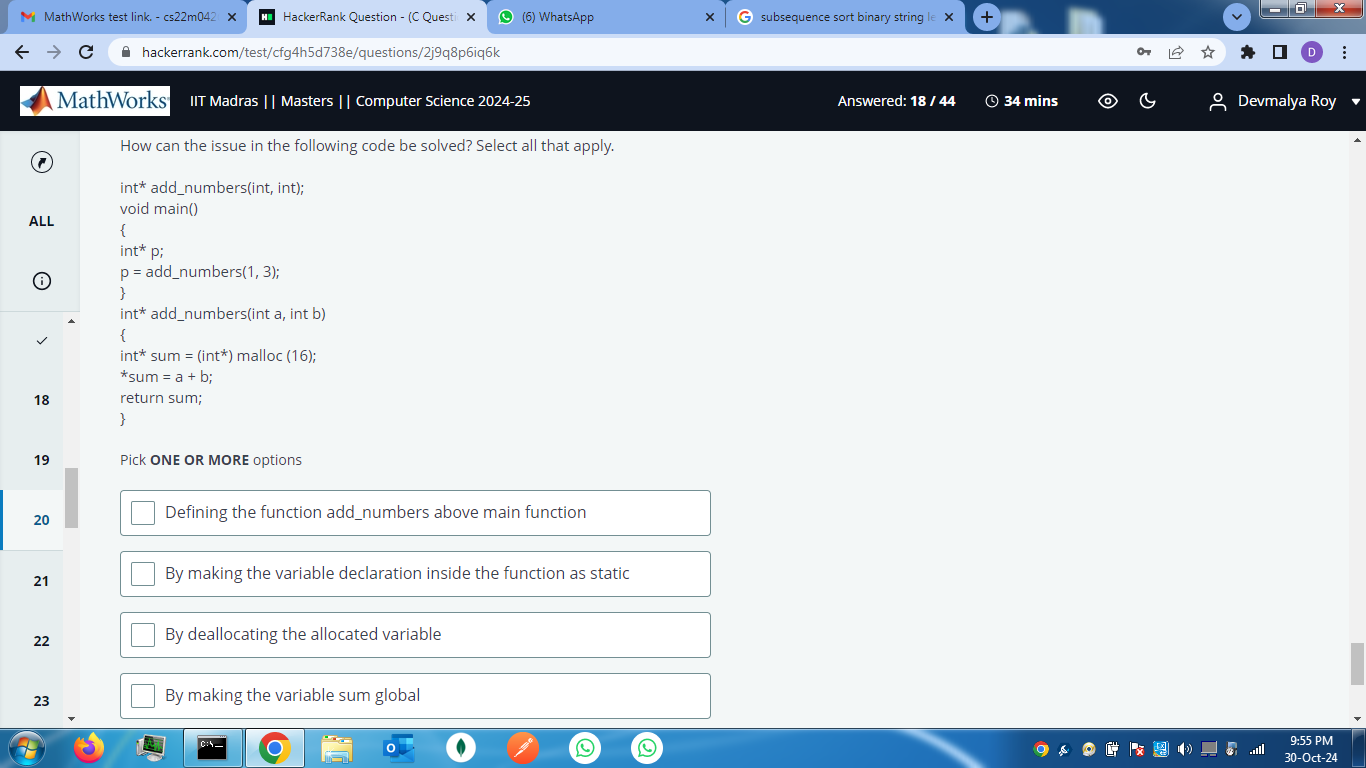 MathWorks test link. - cs22m042
HackerRank Question - (C Questi
(6) WhatsApp
subsequence sort binary string le
hackerrank.com/test/cfg4h5d738e/questions/2j9q8p6iq6k
D
MathWorks
IIT Madras || Masters || Computer Science 2024-25
Answered: 18 / 44
34 mins
Devmalya Roy
How can the issue in the following code be solved? Select all that apply.
ALL
int* add_numbers(int, int);
void main()
{
int* p;
p = add_numbers(1, 3);
}
int* add_numbers(int a, int b)
{
int* sum = (int*) malloc (16);
*sum = a + b;
return sum;
}
Pick ONE OR MORE options
18
19
20
21
22
23
Defining the function add_numbers above main function
By making the variable declaration inside the function as static
By deallocating the allocated variable
By making the variable sum global
9:55 PM
30-Oct-24